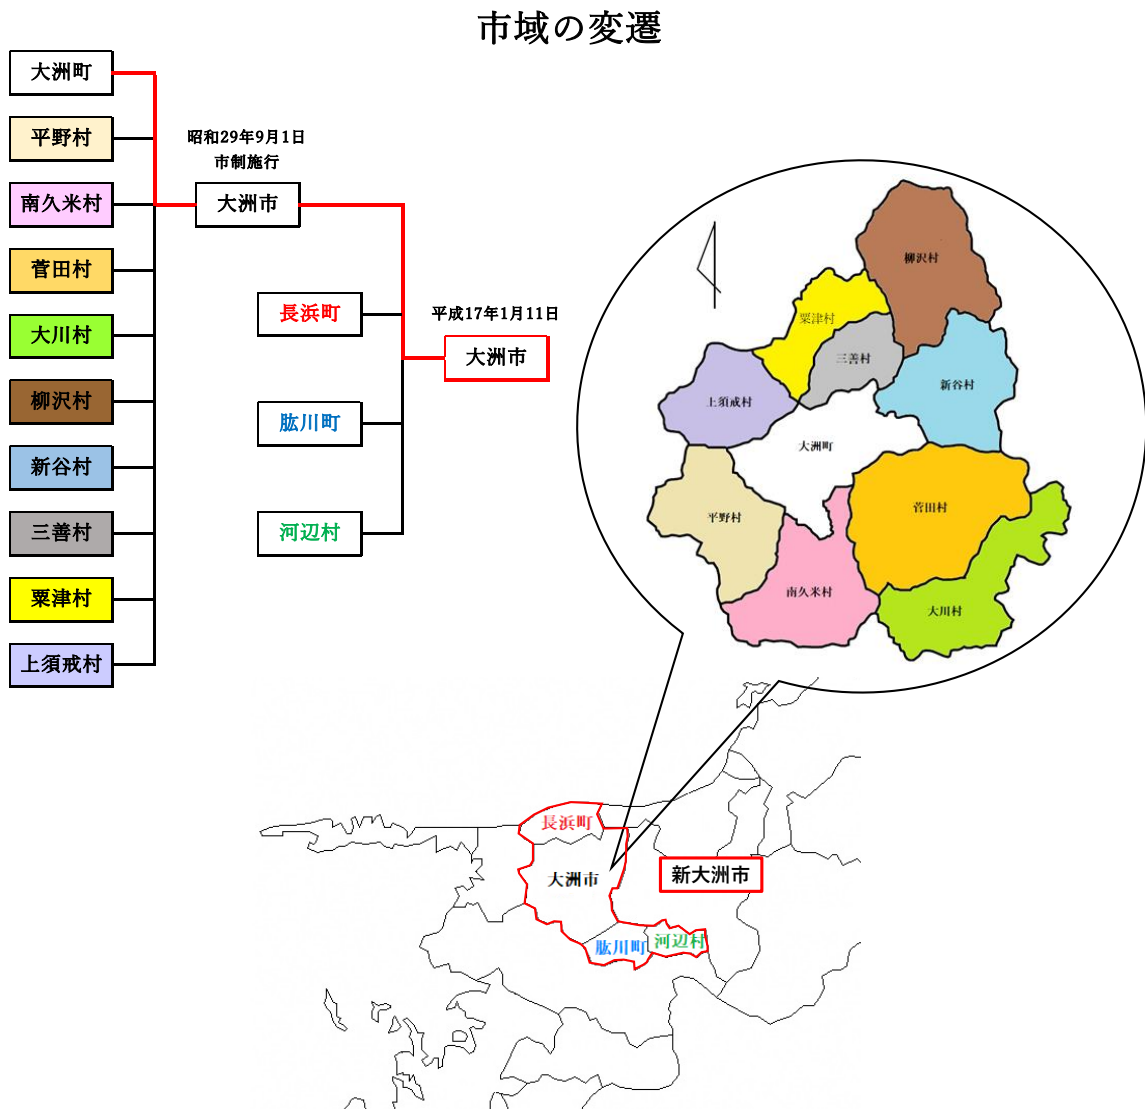 市域の変遷
大洲町
平野村
南久米村
菅田村
大川村
柳沢村
新谷村
三善村
粟津村
上須戒村
昭和29年9月1日
市制施行
大洲市
長浜町
肱川町
河辺村
平成17年1月11日
大洲市
柳沢村
粟津村
三善村
新谷村
上須戒村
大洲町
平野村
菅田村
南久米村
大川村
長浜町
大洲市
新大洲市
肱川町
河辺村